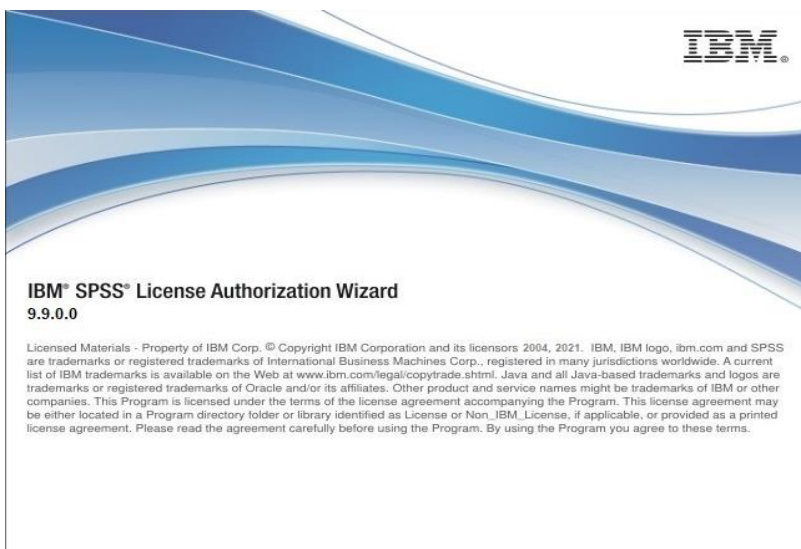 IBM®
IBM® SPSS® License Authorization Wizard
9.9.0.0
Licensed Materials - Property of IBM Corp. © Copyright IBM Corporation and its licensors 2004, 2021. IBM, IBM logo, ibm.com and SPSS
are trademarks or registered trademarks of International Business Machines Corp., registered in many jurisdictions worldwide. A current
list of IBM trademarks is available on the Web at www.ibm.com/legal/copytrade.shtml. Java and all Java-based trademarks and logos are
trademarks or registered trademarks of Oracle and/or its affiliates. Other product and service names might be trademarks of IBM or other
companies. This Program is licensed under the terms of the license agreement accompanying the Program. This license agreement may
be either located in a Program directory folder or library identified as License or Non_IBM_License, if applicable, or provided as a printed
license agreement. Please read the agreement carefully before using the Program. By using the Program you agree to these terms.